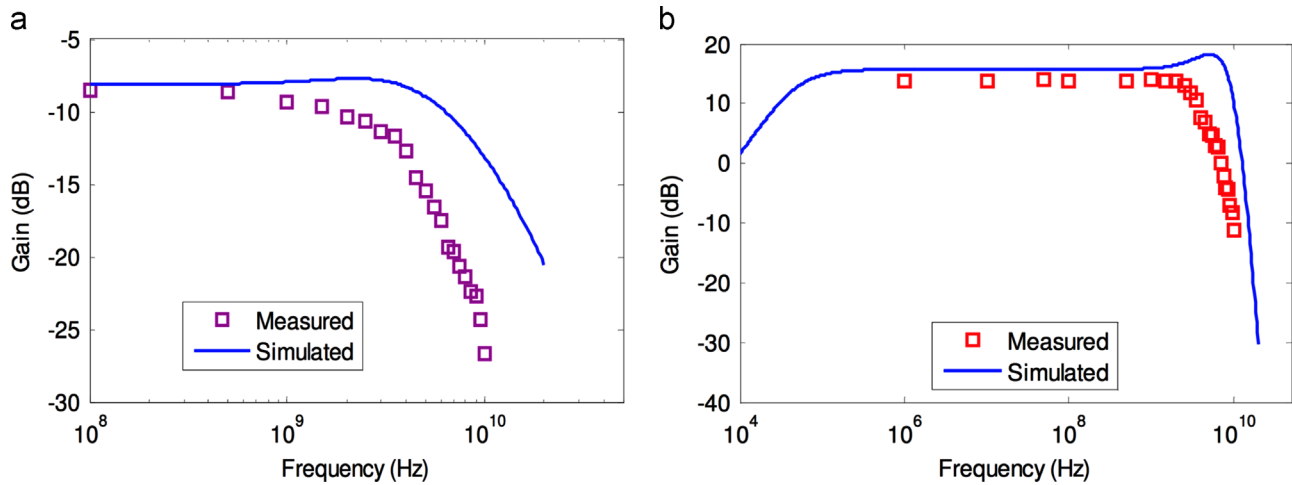 a
-5
-10
-15
-20
-25
-30
Gain (dB)
Measured
Simulated
10^8
10^9
10^10
Frequency (Hz)
b
20
10
0
-10
-20
-30
-40
Gain (dB)
Measured
Simulated
10^4
10^6
10^8
10^10
Frequency (Hz)